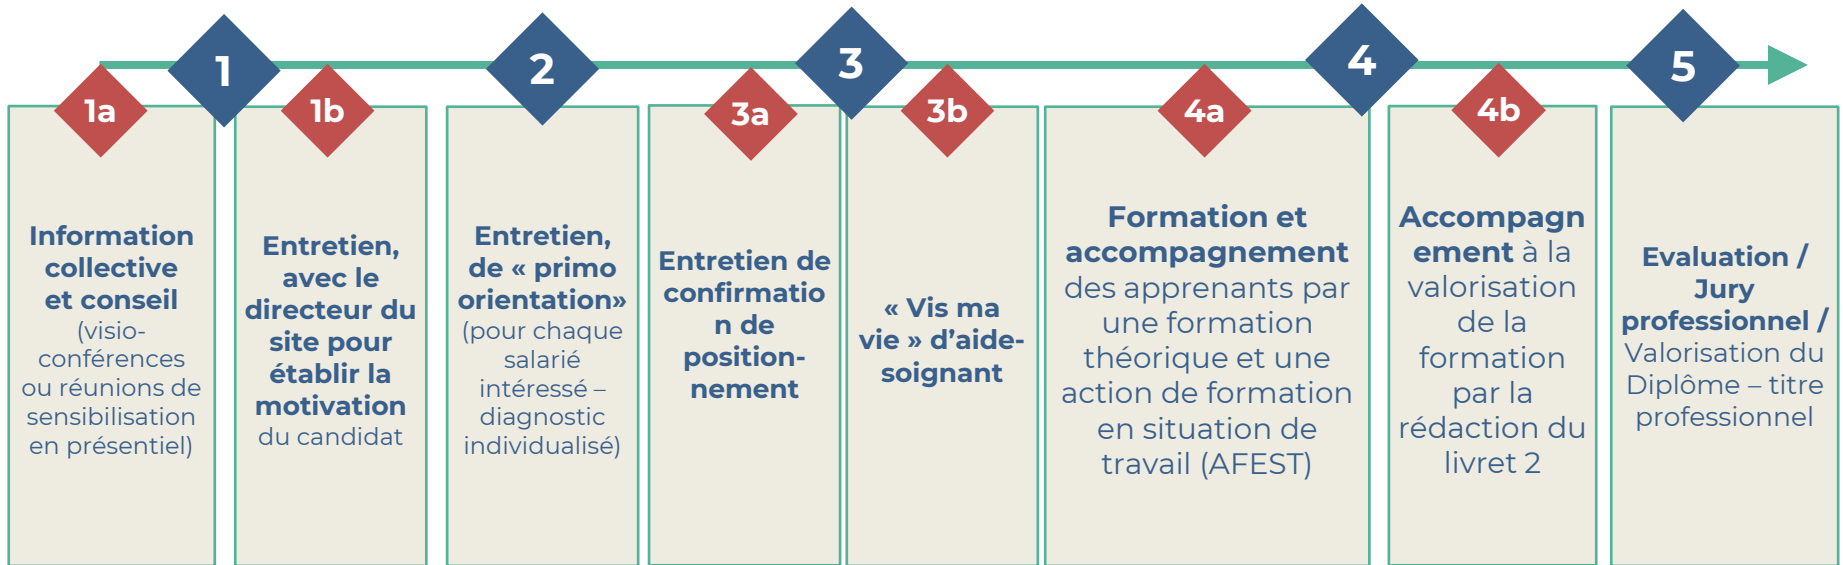 1
2
3
4
5
1a
Information
collective
et conseil
(visio-
conférences
ou réunions de
sensibilisation
en présentiel)
1b
Entretien,
avec le
directeur du
site pour
établir la
motivation
du candidat
Entretien,
de « primo
orientation»
(pour chaque
salarié
intéressé –
diagnostic
individualisé)
3a
Entretien de
confirmatio
n de
position-
nement
3b
« Vis ma
vie » d’aide-
soignant
4a
Formation et
accompagnement
des apprenants par
une formation
théorique et une
action de formation
en situation de
travail (AFEST)
4b
Accompagn
ement à la
valorisation
de la
formation
par la
rédaction du
livret 2
Evaluation /
Jury
professionnel /
Valorisation du
Diplôme – titre
professionnel